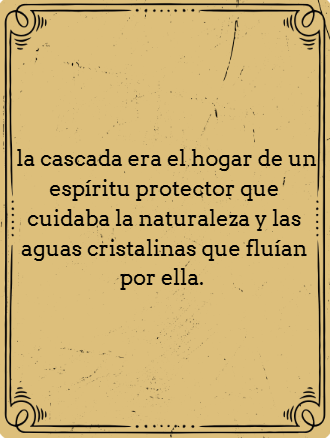 la cascada era el hogar de un
espíritu protector que
cuidaba la naturaleza y las
aguas cristalinas que fluían
por ella.